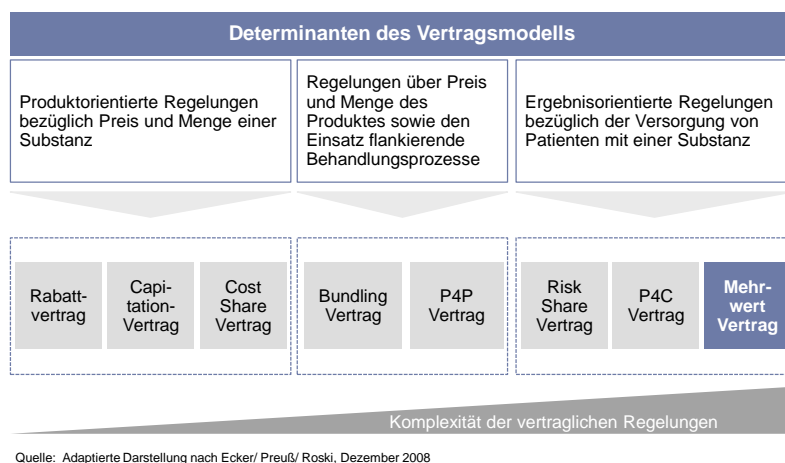 Determinanten des Vertragsmodells
Produktorientierte Regelungen
bezüglich Preis und Menge einer
Substanz
Regelungen über Preis
und Menge des
Produktes sowie den
Einsatz flankierende
Behandlungsprozesse
Ergebnisorientierte Regelungen
bezüglich der Versorgung von
Patienten mit einer Substanz
Rabatt-
vertrag
Capi-
tation-
Vertrag
Cost
Share
Vertrag
Bundling
Vertrag
P4P
Vertrag
Risk
Share
Vertrag
P4C
Vertrag
Mehr-
wert
Vertrag
Komplexität der vertraglichen Regelungen
Quelle: Adaptierte Darstellung nach Ecker/ Preuß/ Roski, Dezember 2008